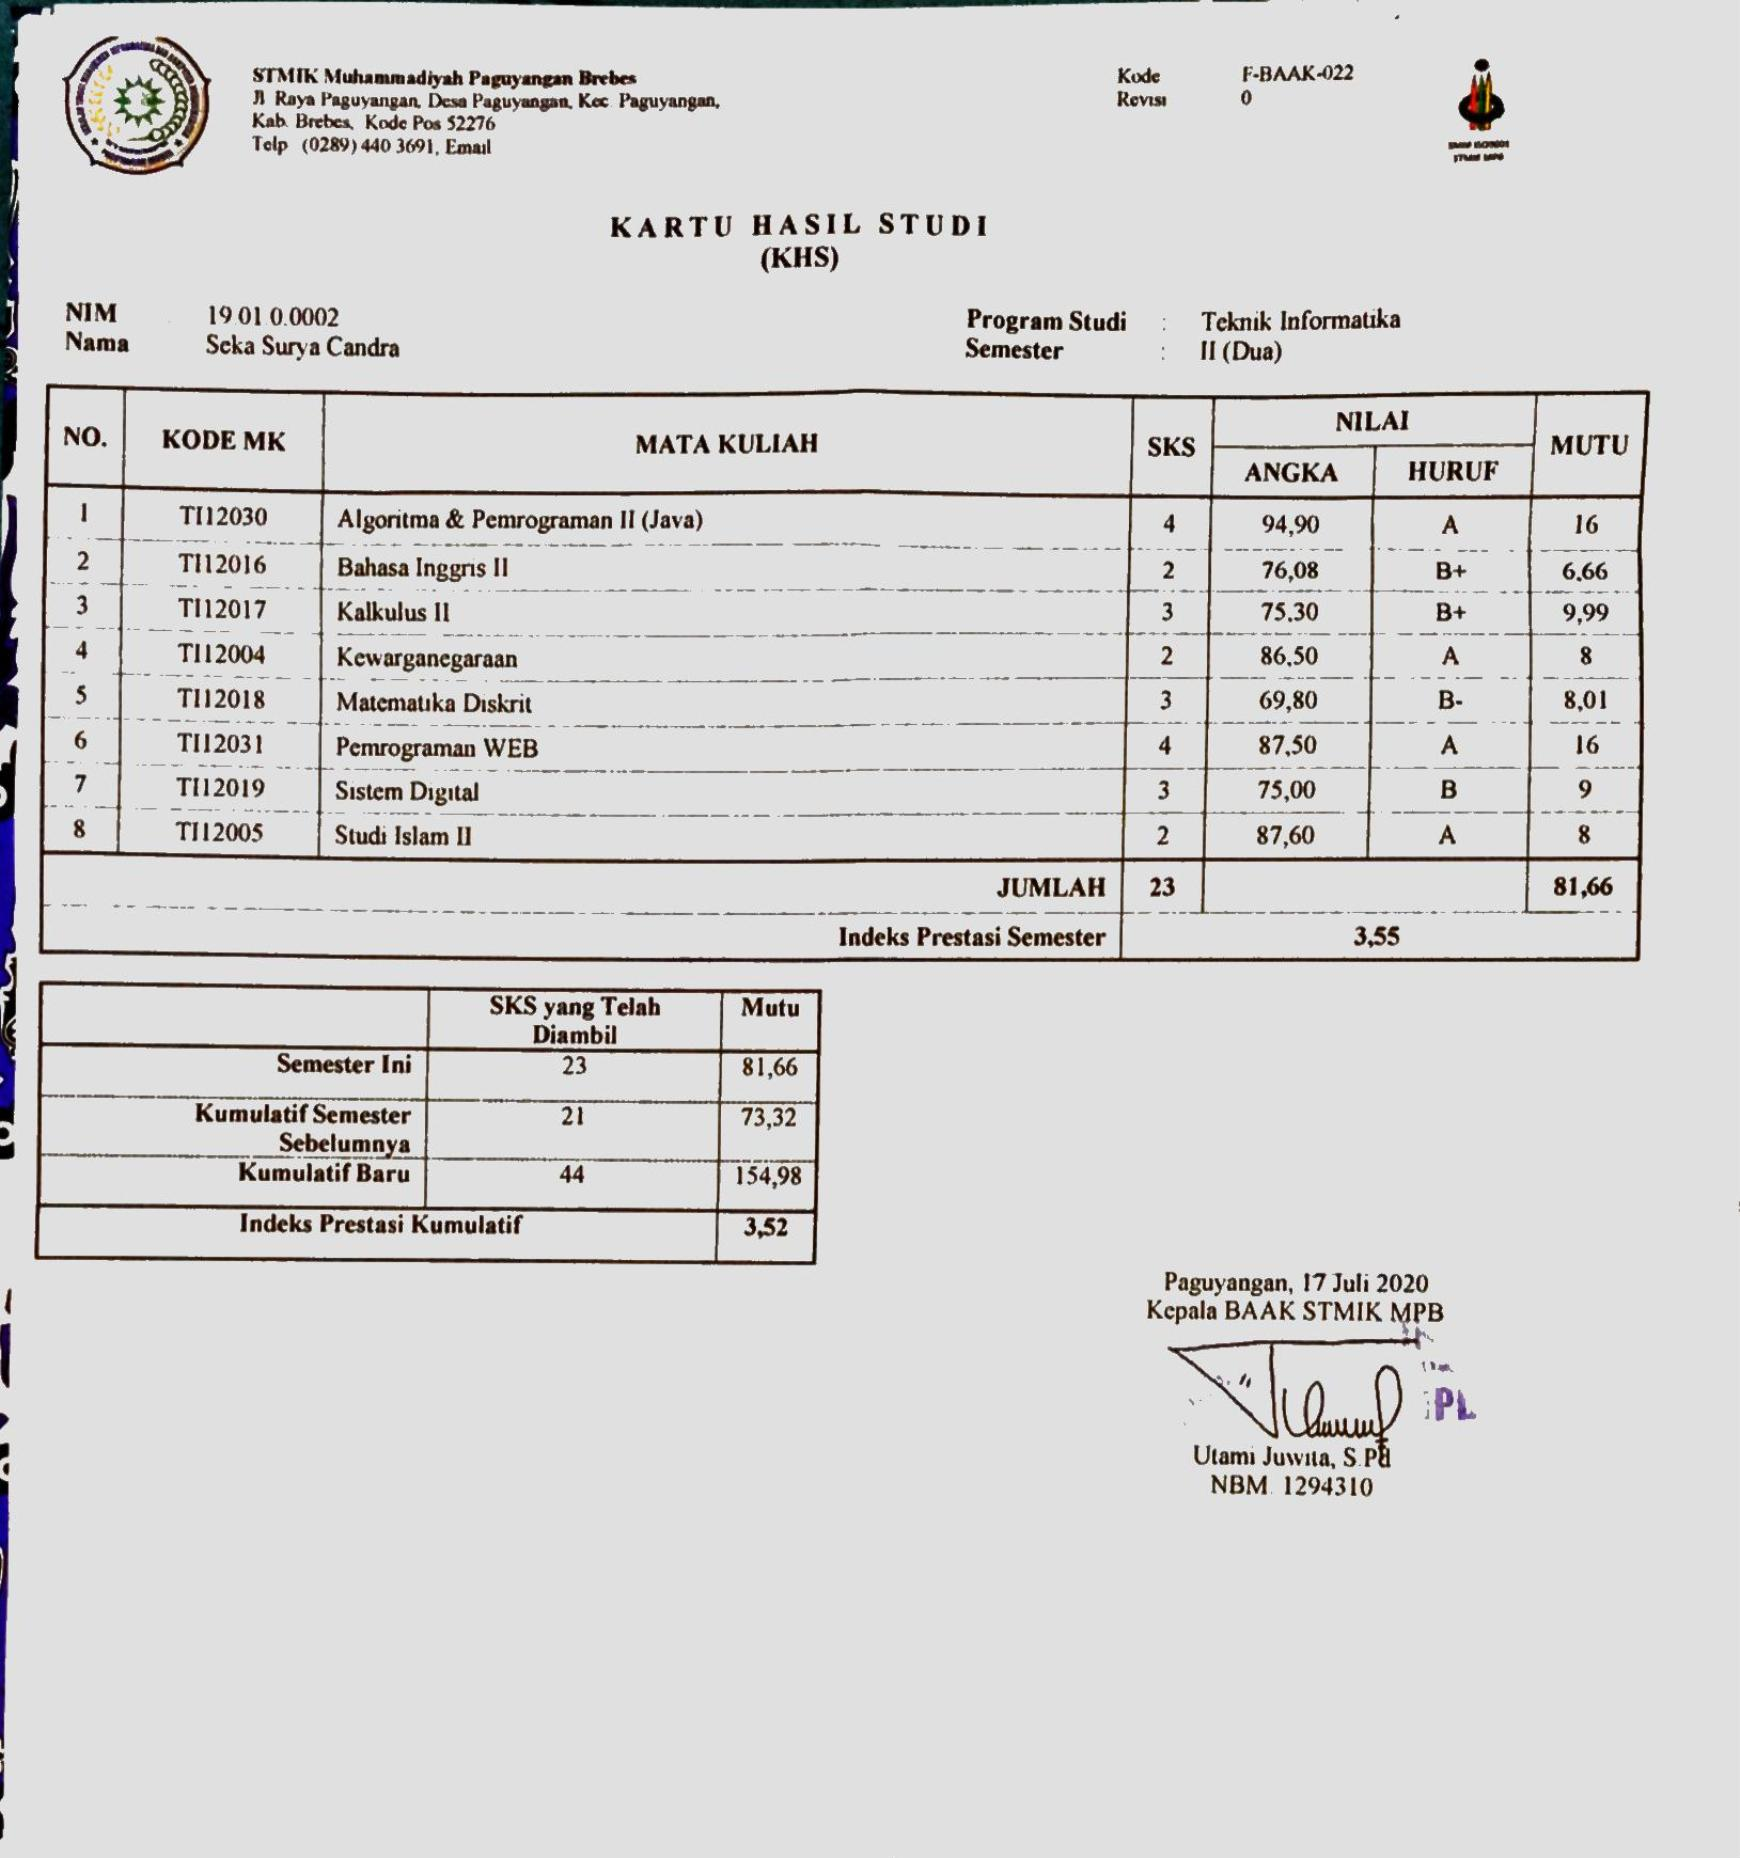 STMIK Muhammadiyah Paguyangan Brebes
Jl Raya Paguyangan, Desa Paguyangan, Kec. Paguyangan,
Kab. Brebes, Kode Pos 52276
Telp (0289) 440 3691, Email
Kode F-BAAK-022
Revisi 0
STMIK MPB
KARTU HASIL STUDI
(KHS)
NIM 19 01 0.0002
Nama Seka Surya Candra
Program Studi : Teknik Informatika
Semester : II (Dua)
NO. KODE MK MATA KULIAH SKS NILAI MUTU
ANGKA HURUF
1 TI12030 Algoritma & Pemrograman II (Java) 4 94,90 A 16
2 TI12016 Bahasa Inggris II 2 76,08 B+ 6.66
3 TI12017 Kalkulus II 3 75,30 B+ 9,99
4 TI12004 Kewarganegaraan 2 86,50 A 8
5 TI12018 Matematika Diskrit 3 69,80 B- 8,01
6 TI12031 Pemrograman WEB 4 87,50 A 16
7 TI12019 Sistem Digital 3 75,00 B 9
8 TI12005 Studi Islam II 2 87,60 A 8
JUMLAH 23 81,66
Indeks Prestasi Semester 3,55
SKS yang Telah Mutu
Diambil
Semester Ini 23 81,66
Kumulatif Semester 21 73,32
Sebelumnya
Kumulatif Baru 44 154,98
Indeks Prestasi Kumulatif 3,52
Paguyangan, 17 Juli 2020
Kepala BAAK STMIK MPB
Utami Juwita, S.Pd
NBM. 1294310